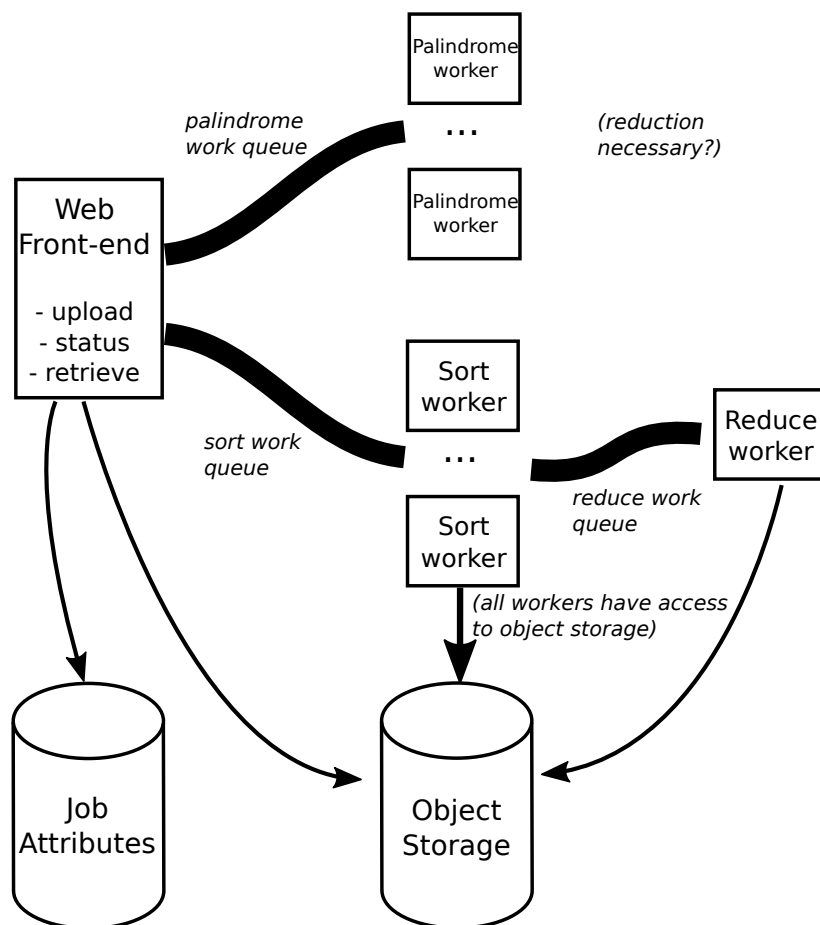 Palindrome
worker
palindrome
work queue
...
(reduction
necessary?)
Palindrome
worker
Web
Front-end
- upload
- status
- retrieve
Sort
worker
sort work
queue
...
Reduce
worker
reduce work
queue
Sort
worker
(all workers have access
to object storage)
Job
Attributes
Object
Storage